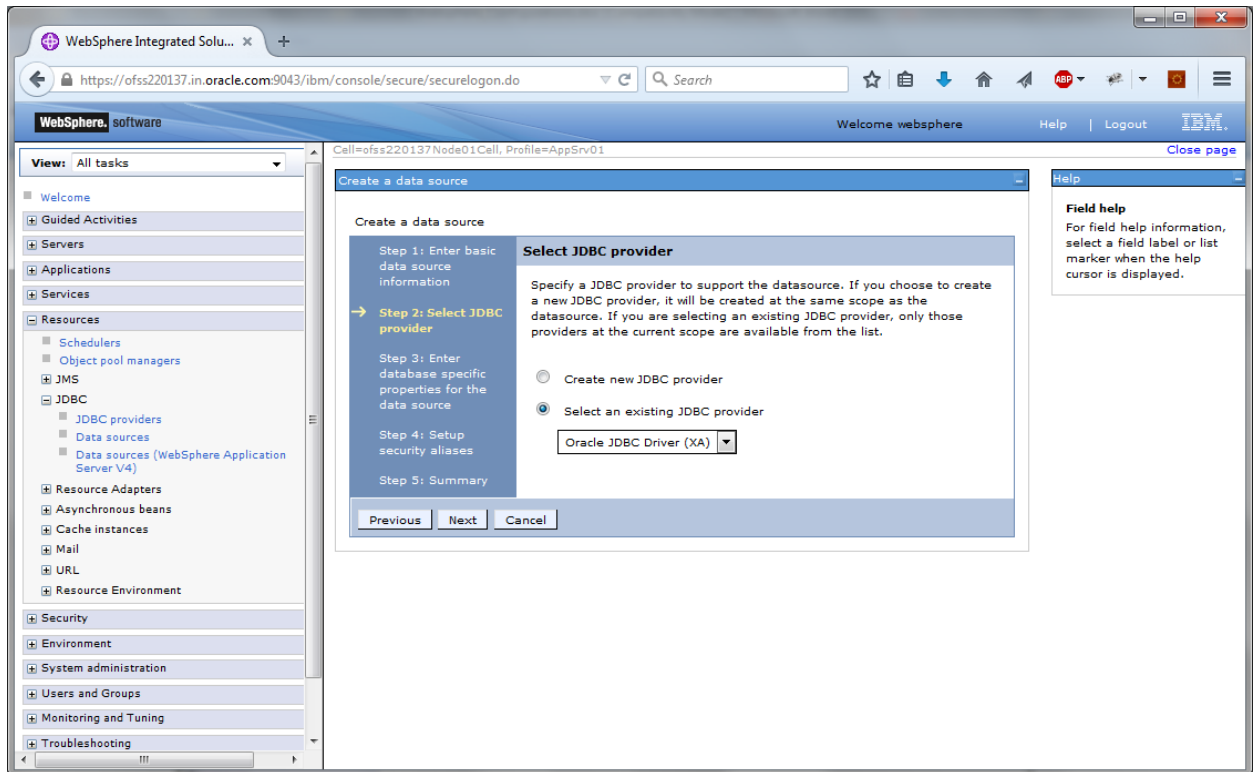 WebSphere Integrated Solu...
https://ofss220137.in.oracle.com:9043/ibm/console/secure/securelogon.do
Search
ABP
WebSphere. software
Welcome websphere
Help | Logout
IBM.
Cell=ofss220137Node01Cell, Profile=AppSrv01
Close page
View: All tasks
Welcome
Guided Activities
Servers
Applications
Services
Resources
Schedulers
Object pool managers
JMS
JDBC
JDBC providers
Data sources
Data sources (WebSphere Application
Server V4)
Resource Adapters
Asynchronous beans
Cache instances
Mail
URL
Resource Environment
Security
Environment
System administration
Users and Groups
Monitoring and Tuning
Troubleshooting
Create a data source
Create a data source
Step 1: Enter basic
data source
information
Step 2: Select JDBC
provider
Step 3: Enter
database specific
properties for the
data source
Step 4: Setup
security aliases
Step 5: Summary
Select JDBC provider
Specify a JDBC provider to support the datasource. If you choose to create
a new JDBC provider, it will be created at the same scope as the
datasource. If you are selecting an existing JDBC provider, only those
providers at the current scope are available from the list.
Create new JDBC provider
Select an existing JDBC provider
Oracle JDBC Driver (XA)
Previous Next Cancel
Help
Field help
For field help information,
select a field label or list
marker when the help
cursor is displayed.